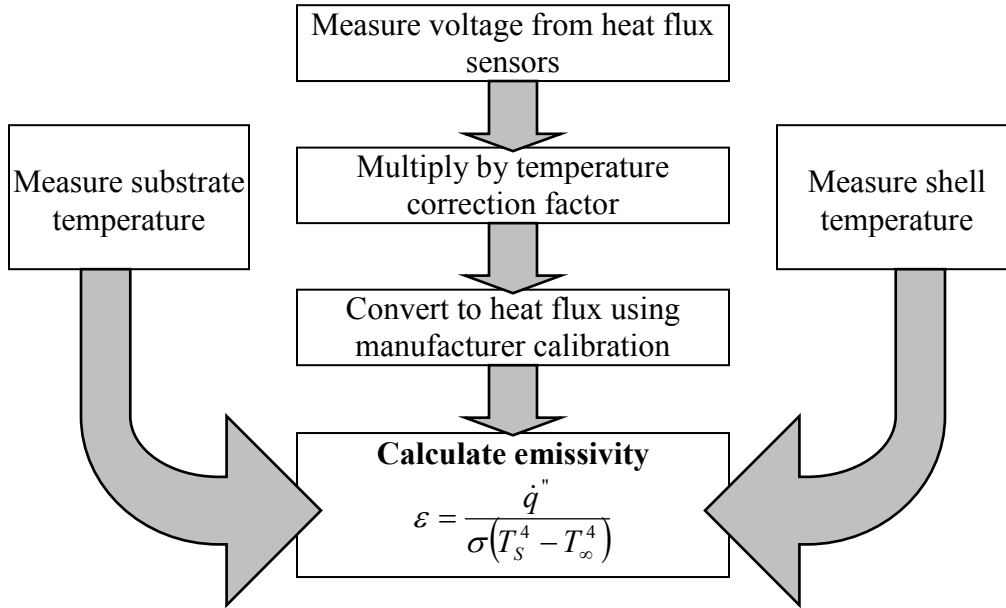 Measure voltage from heat flux
sensors
Measure substrate
temperature
Multiply by temperature
correction factor
Measure shell
temperature
Convert to heat flux using
manufacturer calibration
Calculate emissivity
ε = q̇" / σ(T_S^4 − T_∞^4)